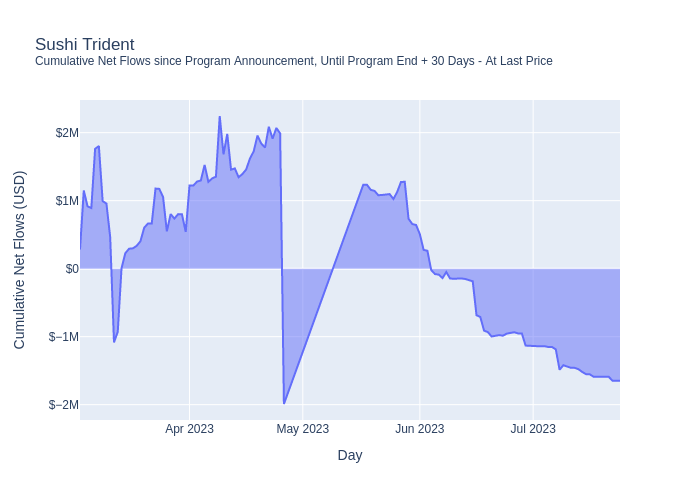 Sushi Trident
Cumulative Net Flows since Program Announcement, Until Program End + 30 Days - At Last Price
Cumulative Net Flows (USD)
$2M
$1M
$0
$−1M
$−2M
Apr 2023
May 2023
Jun 2023
Jul 2023
Day